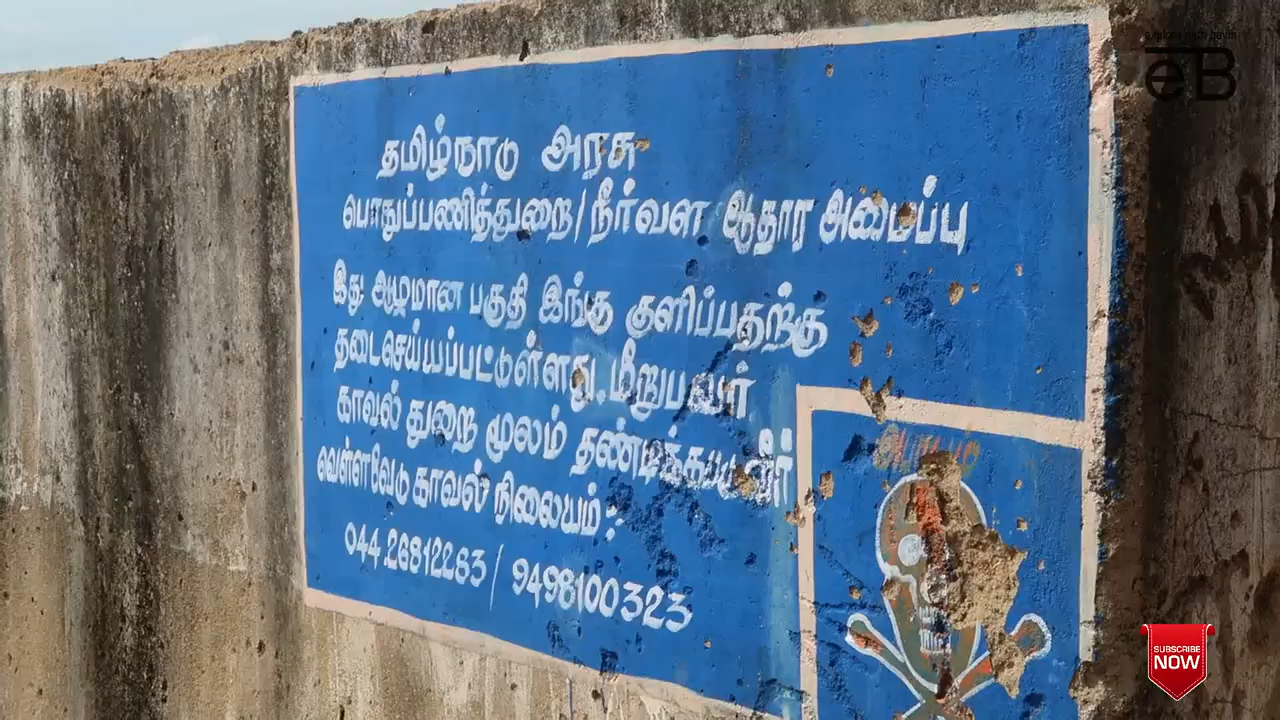 தமிழ்நாடு அரசு
பொதுப்பணித்துறை/நீர்வள ஆதார அமைப்பு
இது ஆழமான பகுதி இங்கு குளிப்பதற்கு
தடைசெய்யப்பட்டுள்ளது. மீறுபவர்
காவல் துறை மூலம் தண்டிக்கப்படுவீர்
வெள்ளவேடு காவல் நிலையம்:
044.26812283 / 9498100323
eB
SUBSCRIBE
NOW